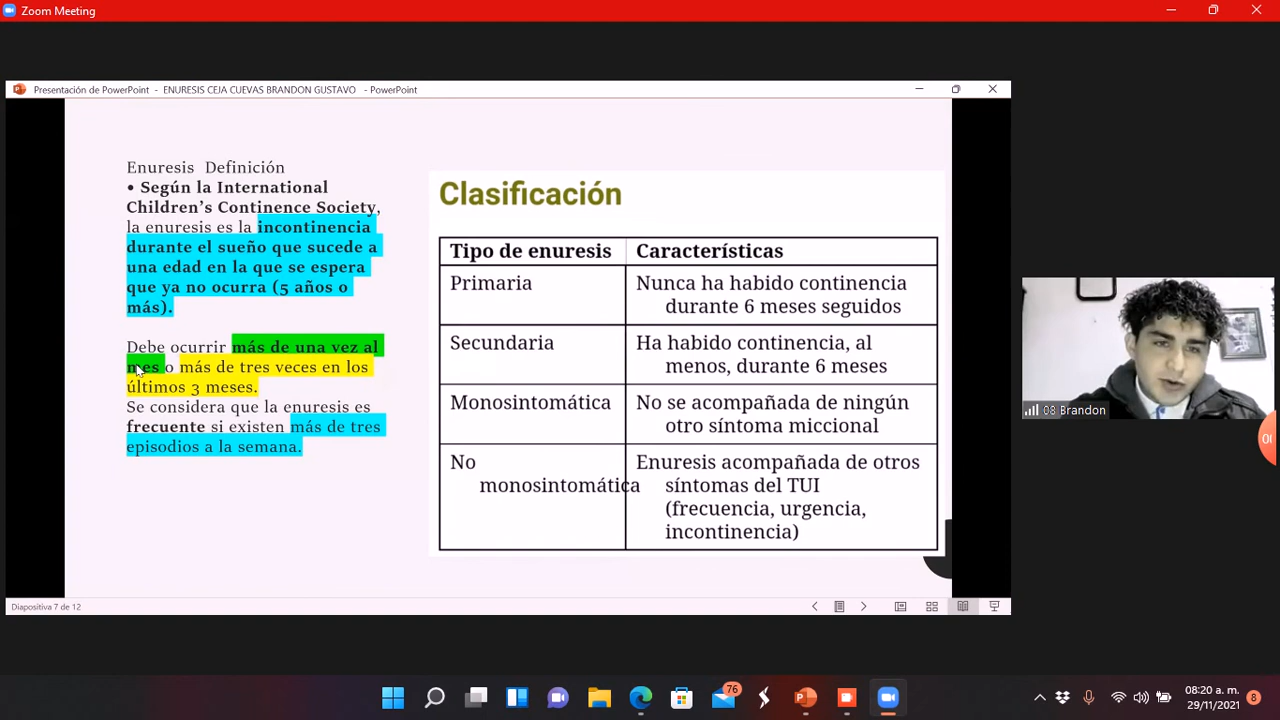 Zoom Meeting
Presentación de PowerPoint - ENURESIS CEJA CUEVAS BRANDON GUSTAVO - PowerPoint
Enuresis Definición
• Según la International
Children's Continence Society,
la enuresis es la incontinencia
durante el sueño que sucede a
una edad en la que se espera
que ya no ocurra (5 años o
más).
Debe ocurrir más de una vez al
mes o más de tres veces en los
últimos 3 meses.
Se considera que la enuresis es
frecuente si existen más de tres
episodios a la semana.
Clasificación
Tipo de enuresis Características
Primaria Nunca ha habido continencia
durante 6 meses seguidos
Secundaria Ha habido continencia, al
menos, durante 6 meses
Monosintomática No se acompañada de ningún
otro síntoma miccional
No Enuresis acompañada de otros
monosintomática síntomas del TUI
(frecuencia, urgencia,
incontinencia)
08 Brandon
Diapositiva 7 de 12
76
08:20 a. m.
29/11/2021
8